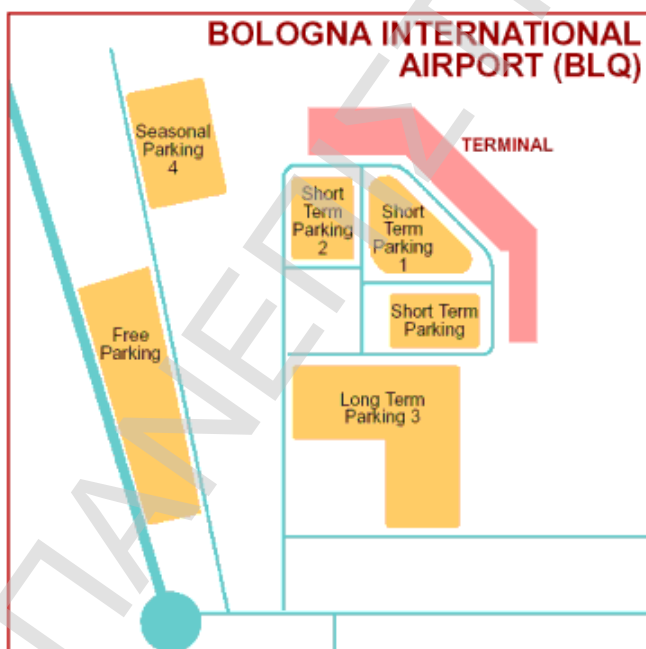 BOLOGNA INTERNATIONAL
AIRPORT (BLQ)
Seasonal
Parking
4
TERMINAL
Short
Term
Parking
2
Short
Term
Parking
1
Short Term
Parking
Free
Parking
Long Term
Parking 3